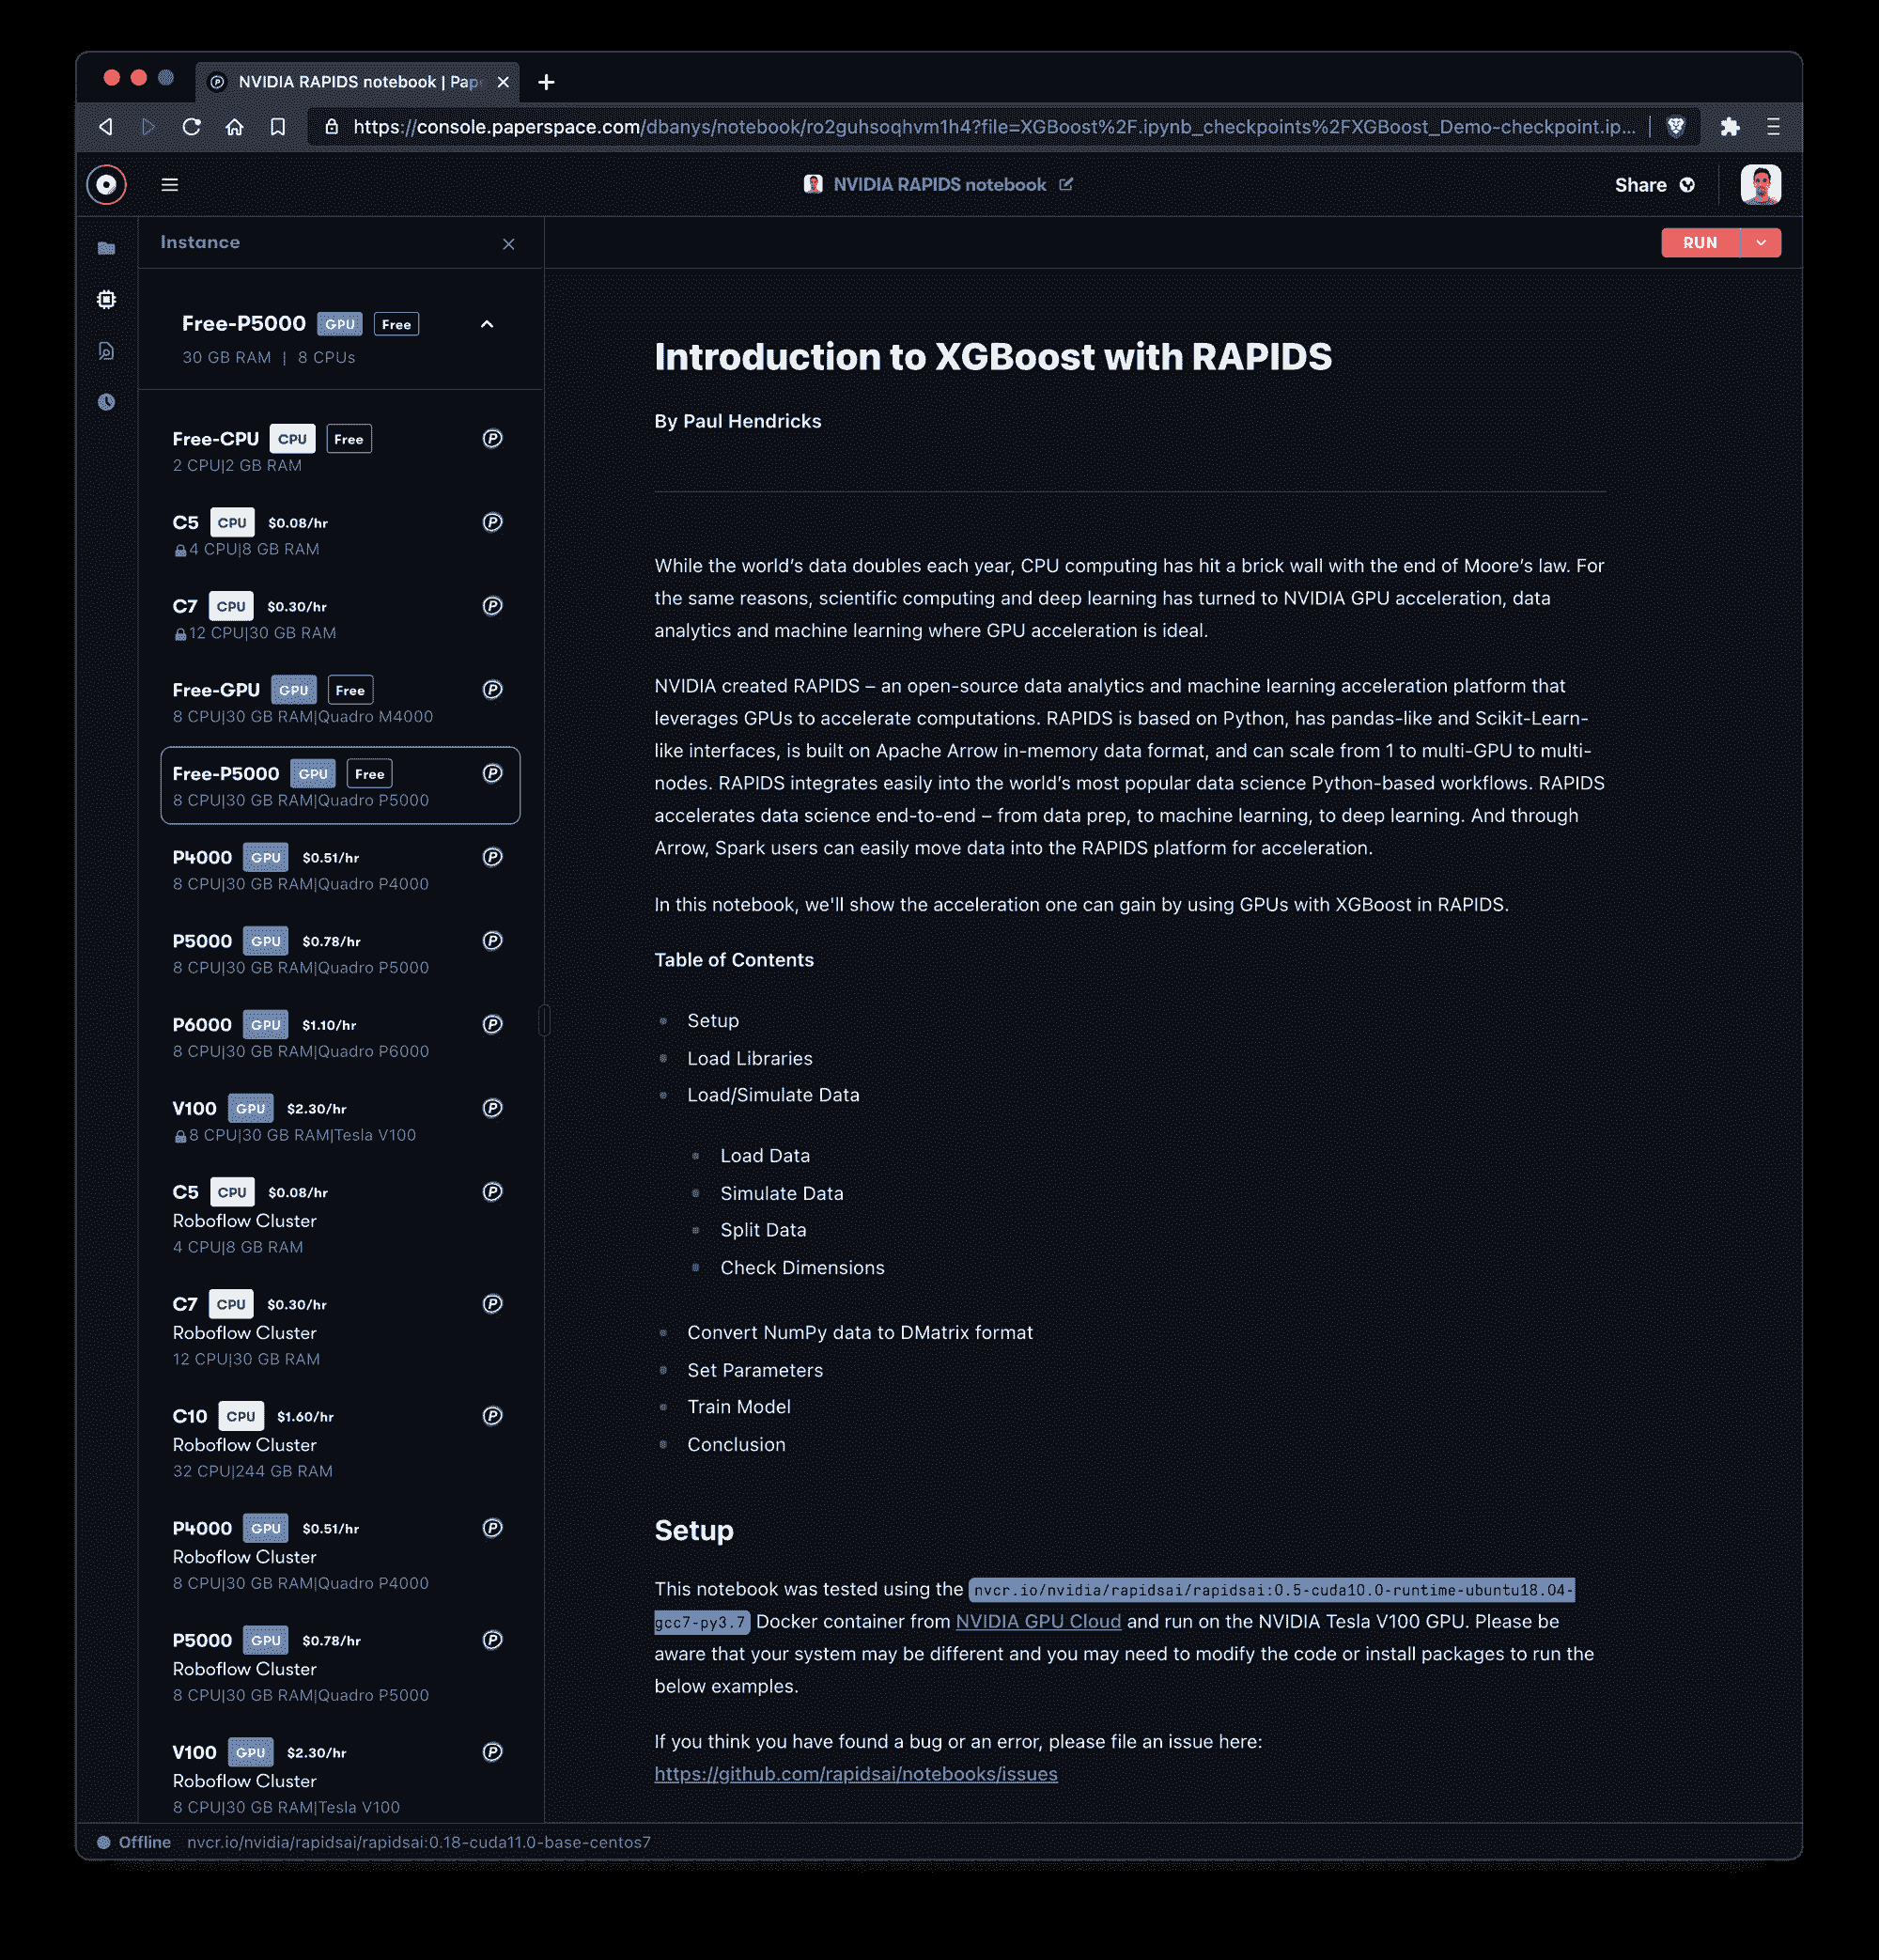 NVIDIA RAPIDS notebook | Pap
https://console.paperspace.com/dbanys/notebook/ro2guhsoqhvm1h4?file=XGBoost%2F.ipynb_checkpoints%2FXGBoost_Demo-checkpoint.ip...
NVIDIA RAPIDS notebook
Share
Instance
RUN
Free-P5000 GPU Free
30 GB RAM | 8 CPUs
Free-CPU CPU Free
2 CPU|2 GB RAM
C5 CPU $0.08/hr
4 CPU|8 GB RAM
C7 CPU $0.30/hr
12 CPU|30 GB RAM
Free-GPU GPU Free
8 CPU|30 GB RAM|Quadro M4000
Free-P5000 GPU Free
8 CPU|30 GB RAM|Quadro P5000
P4000 GPU $0.51/hr
8 CPU|30 GB RAM|Quadro P4000
P5000 GPU $0.78/hr
8 CPU|30 GB RAM|Quadro P5000
P6000 GPU $1.10/hr
8 CPU|30 GB RAM|Quadro P6000
V100 GPU $2.30/hr
8 CPU|30 GB RAM|Tesla V100
C5 CPU $0.08/hr
Roboflow Cluster
4 CPU|8 GB RAM
C7 CPU $0.30/hr
Roboflow Cluster
12 CPU|30 GB RAM
C10 CPU $1.60/hr
Roboflow Cluster
32 CPU|244 GB RAM
P4000 GPU $0.51/hr
Roboflow Cluster
8 CPU|30 GB RAM|Quadro P4000
P5000 GPU $0.78/hr
Roboflow Cluster
8 CPU|30 GB RAM|Quadro P5000
V100 GPU $2.30/hr
Roboflow Cluster
8 CPU|30 GB RAM|Tesla V100
Introduction to XGBoost with RAPIDS
By Paul Hendricks
While the world’s data doubles each year, CPU computing has hit a brick wall with the end of Moore’s law. For
the same reasons, scientific computing and deep learning has turned to NVIDIA GPU acceleration, data
analytics and machine learning where GPU acceleration is ideal.
NVIDIA created RAPIDS – an open-source data analytics and machine learning acceleration platform that
leverages GPUs to accelerate computations. RAPIDS is based on Python, has pandas-like and Scikit-Learn-
like interfaces, is built on Apache Arrow in-memory data format, and can scale from 1 to multi-GPU to multi-
nodes. RAPIDS integrates easily into the world’s most popular data science Python-based workflows. RAPIDS
accelerates data science end-to-end – from data prep, to machine learning, to deep learning. And through
Arrow, Spark users can easily move data into the RAPIDS platform for acceleration.
In this notebook, we'll show the acceleration one can gain by using GPUs with XGBoost in RAPIDS.
Table of Contents
Setup
Load Libraries
Load/Simulate Data
Load Data
Simulate Data
Split Data
Check Dimensions
Convert NumPy data to DMatrix format
Set Parameters
Train Model
Conclusion
Setup
This notebook was tested using the nvcr.io/nvidia/rapidsai/rapidsai:0.5-cuda10.0-runtime-ubuntu18.04-
gcc7-py3.7 Docker container from NVIDIA GPU Cloud and run on the NVIDIA Tesla V100 GPU. Please be
aware that your system may be different and you may need to modify the code or install packages to run the
below examples.
If you think you have found a bug or an error, please file an issue here:
https://github.com/rapidsai/notebooks/issues
Offline nvcr.io/nvidia/rapidsai/rapidsai:0.18-cuda11.0-base-centos7